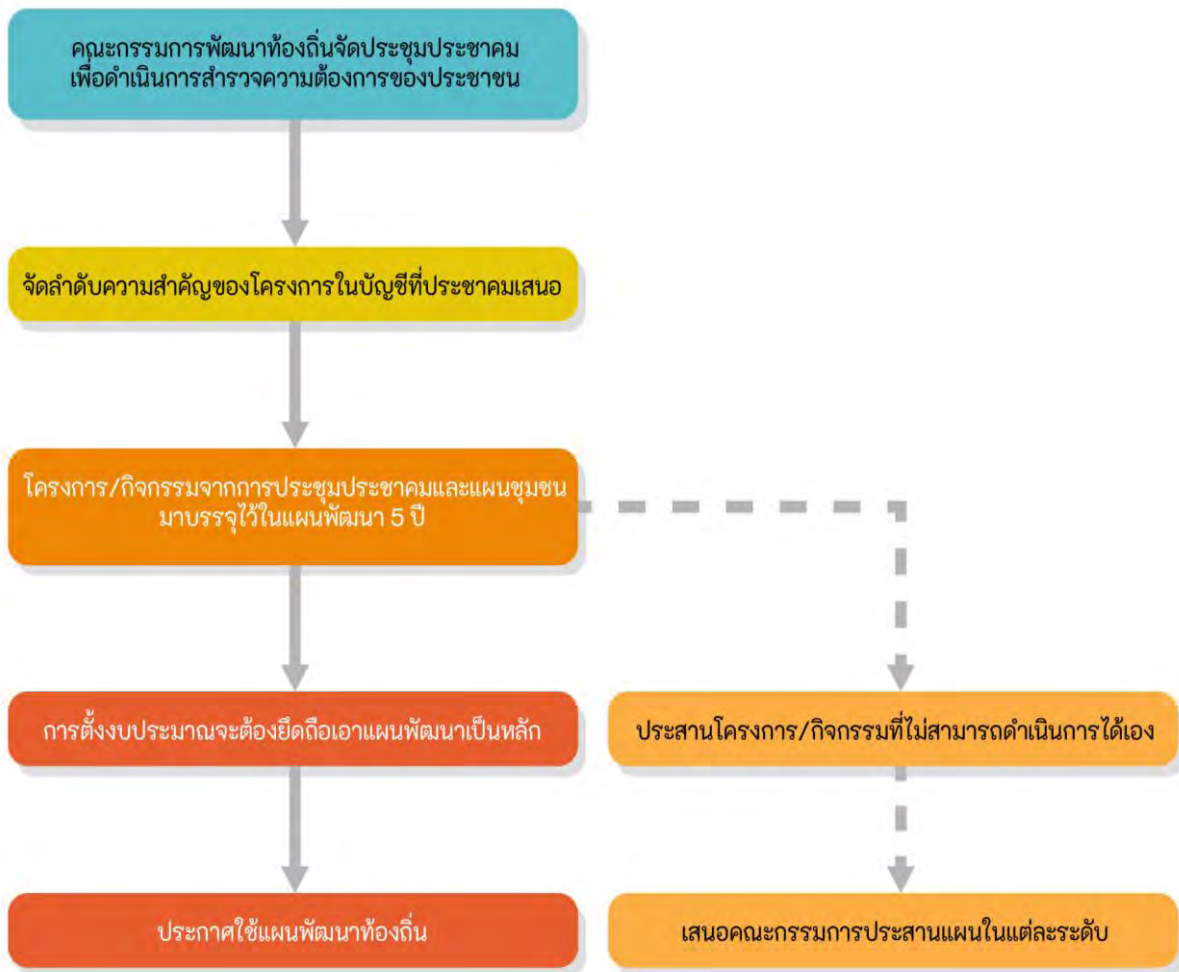 คณะกรรมการพัฒนาท้องถิ่นจัดประชุมประชาคม
เพื่อดำเนินการสำรวจความต้องการของประชาชน
จัดลำดับความสำคัญของโครงการในบัญชีที่ประชาคมเสนอ
โครงการ/กิจกรรมจากการประชุมประชาคมและแผนชุมชน
มาบรรจุไว้ในแผนพัฒนา 5 ปี
การตั้งงบประมาณจะต้องยึดถือเอาแผนพัฒนาเป็นหลัก
ประสานโครงการ/กิจกรรมที่ไม่สามารถดำเนินการได้เอง
ประกาศใช้แผนพัฒนาท้องถิ่น
เสนอคณะกรรมการประสานแผนในแต่ละระดับ